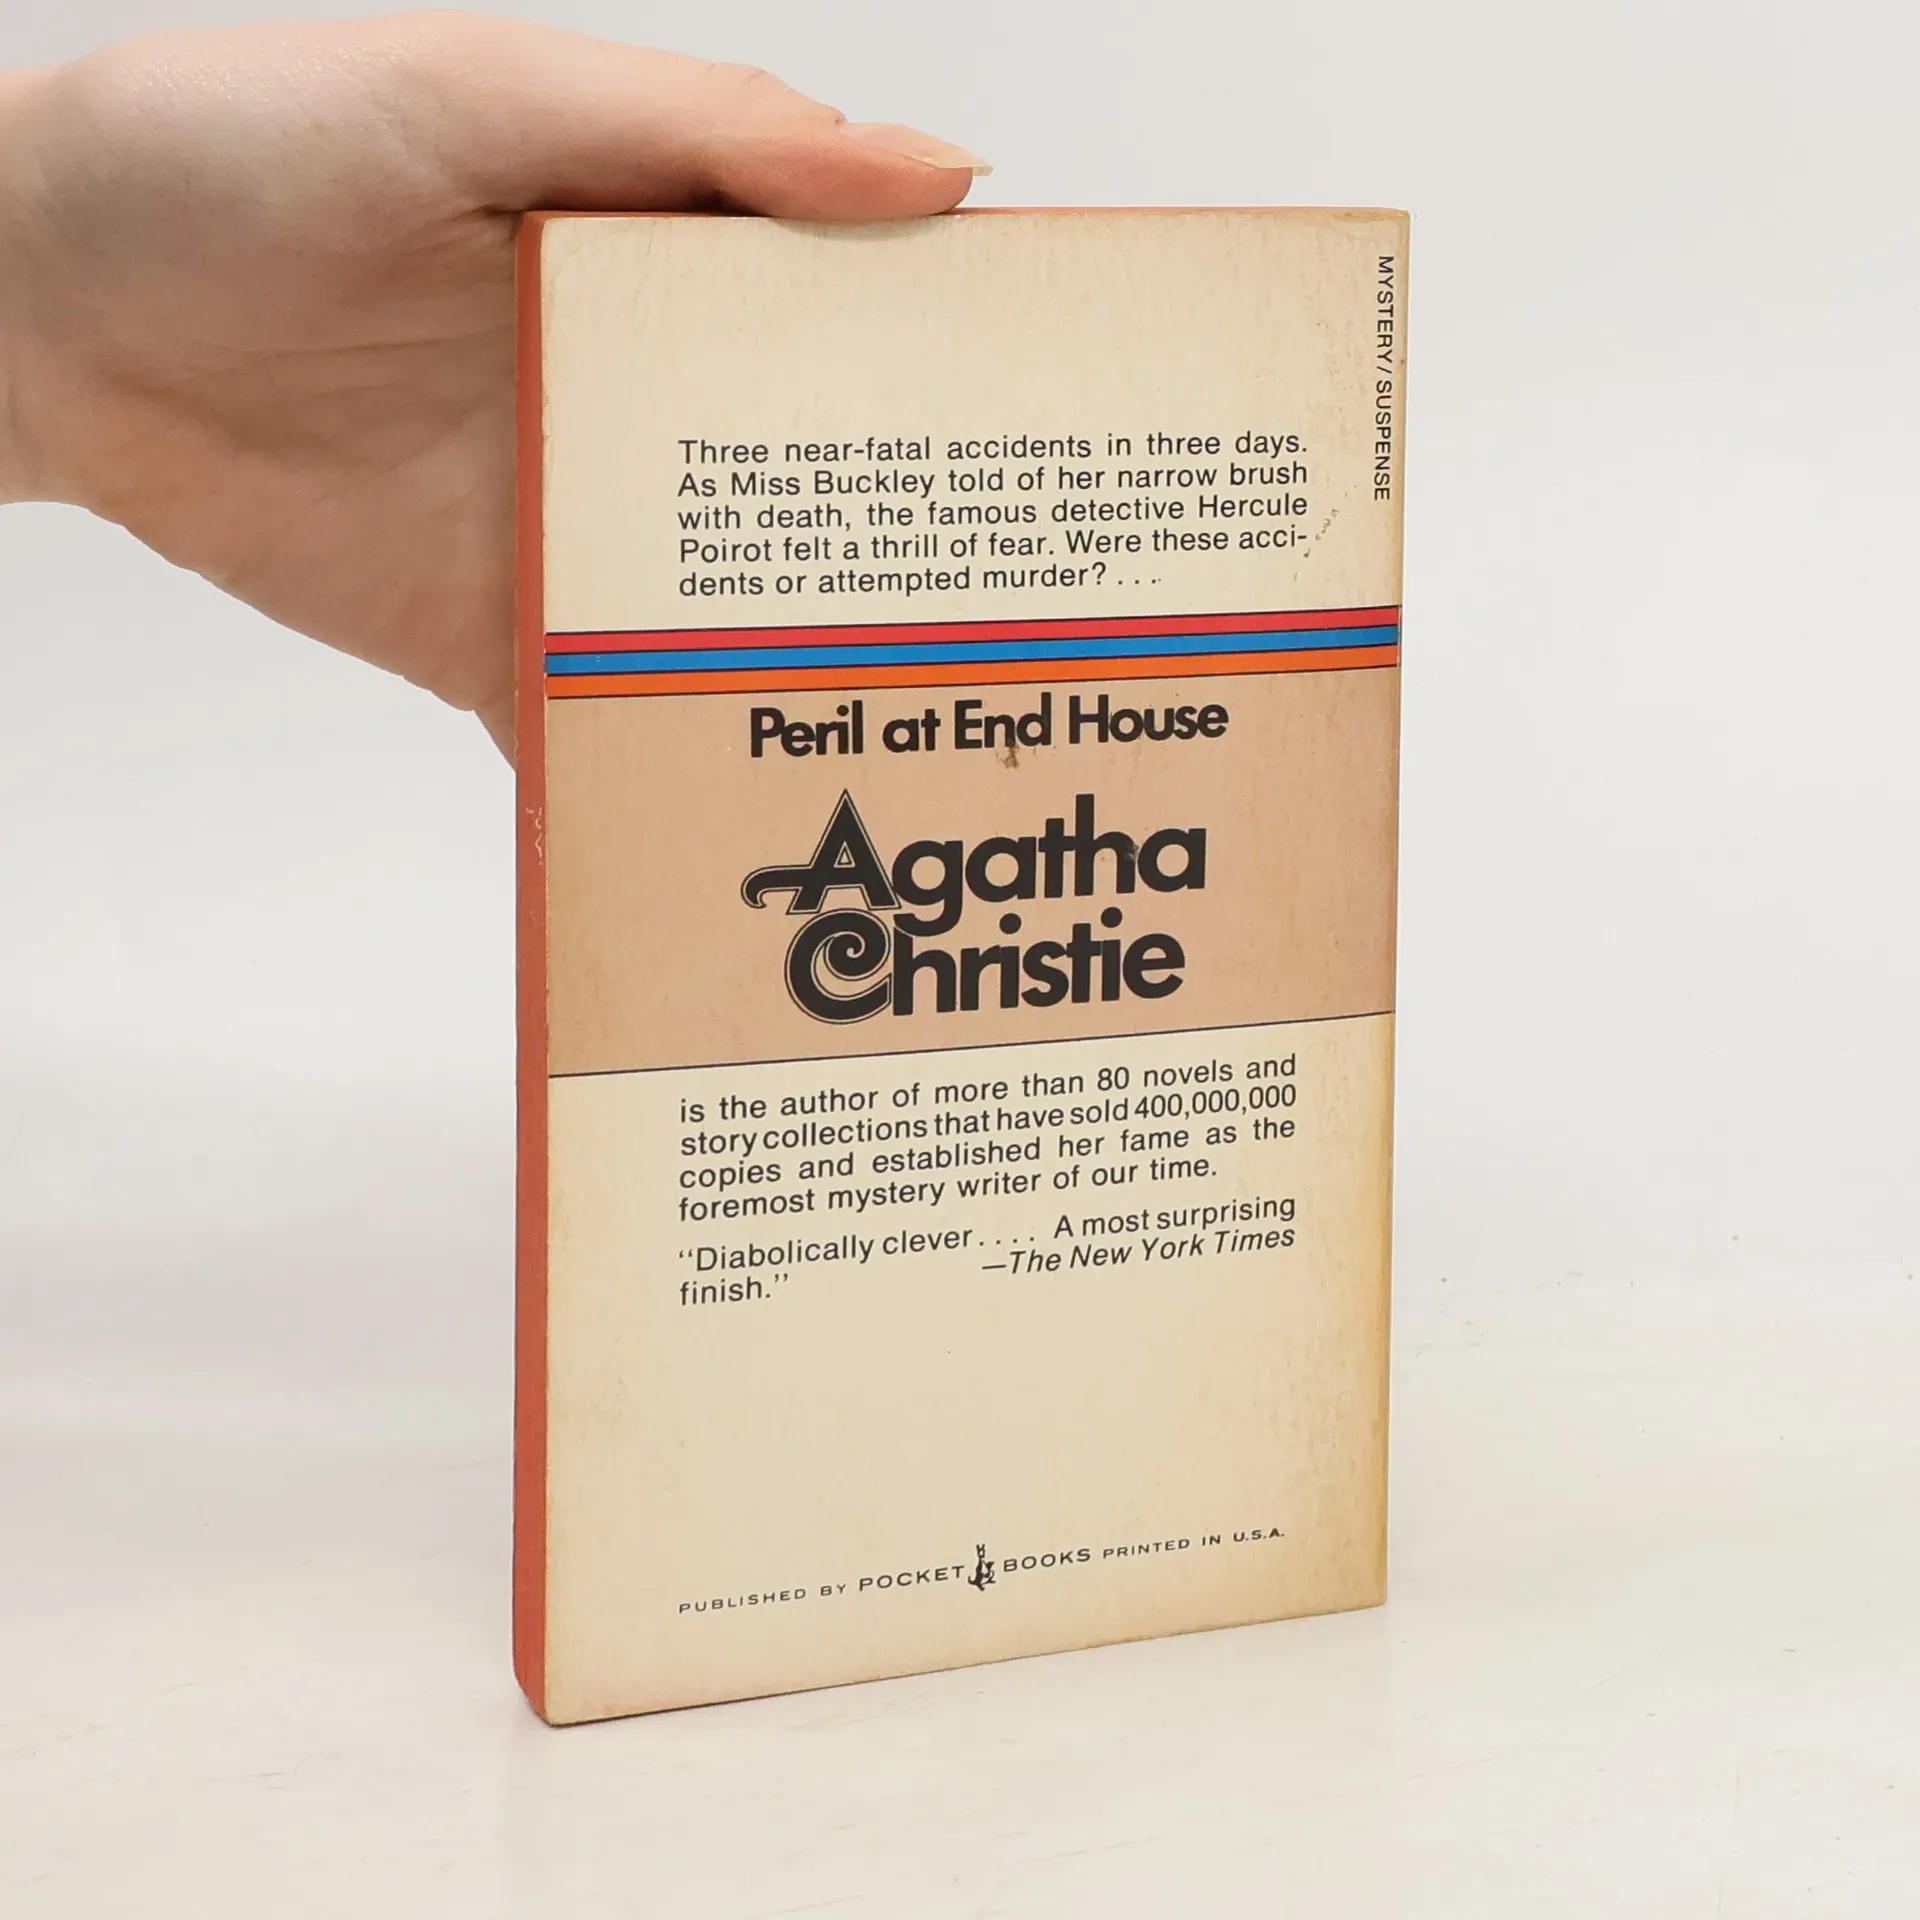 MYSTERY/SUSPENSE
Three near-fatal accidents in three days.
As Miss Buckley told of her narrow brush
with death, the famous detective Hercule
Poirot felt a thrill of fear. Were these acci-
dents or attempted murder? . . .
Peril at End House
Agatha
Christie
is the author of more than 80 novels and
story collections that have sold 400,000,000
copies and established her fame as the
foremost mystery writer of our time.
“Diabolically clever . . . . A most surprising
finish.” —The New York Times
PUBLISHED BY POCKET BOOKS PRINTED IN U.S.A.